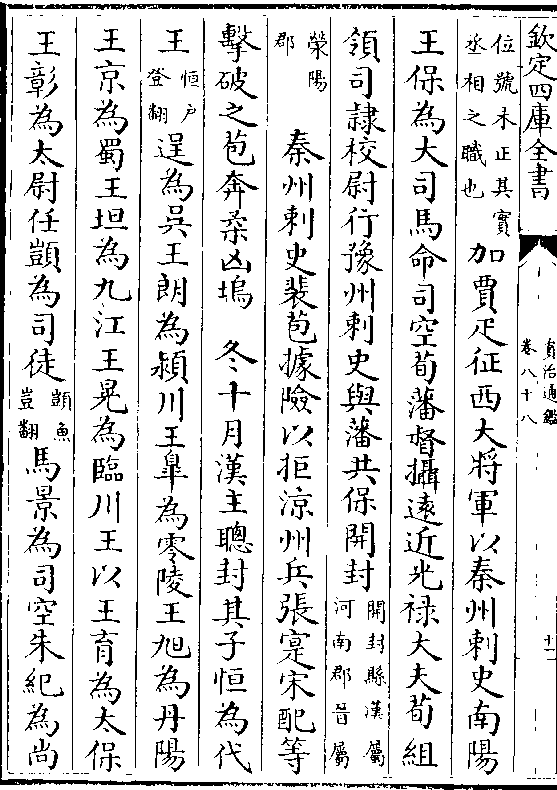 欽定四庫全書
資治通鑑
卷八十八
十一
位號未正其實
丞相之職也
加賈疋征西大將軍以秦州刺史南陽
王保為大司馬命司空荀藩督攝逺近光禄大夫荀組
領司隷校尉行豫州刺史與藩共保開封
開封縣漢屬
河南郡晉屬
滎陽
郡
秦州刺史裴苞據險以拒涼州兵張寔宋配等
擊破之苞奔桑凶塢 冬十月漢主聰封其子恒為代
王
恒户
登翻
逞為吳王朗為潁川王臯為零陵王旭為丹陽
王京為蜀王坦為九江王晃為臨川王以王育為太保
王彰為太尉任顗為司徒
顗魚
豈翻
馬景為司空朱紀為尚